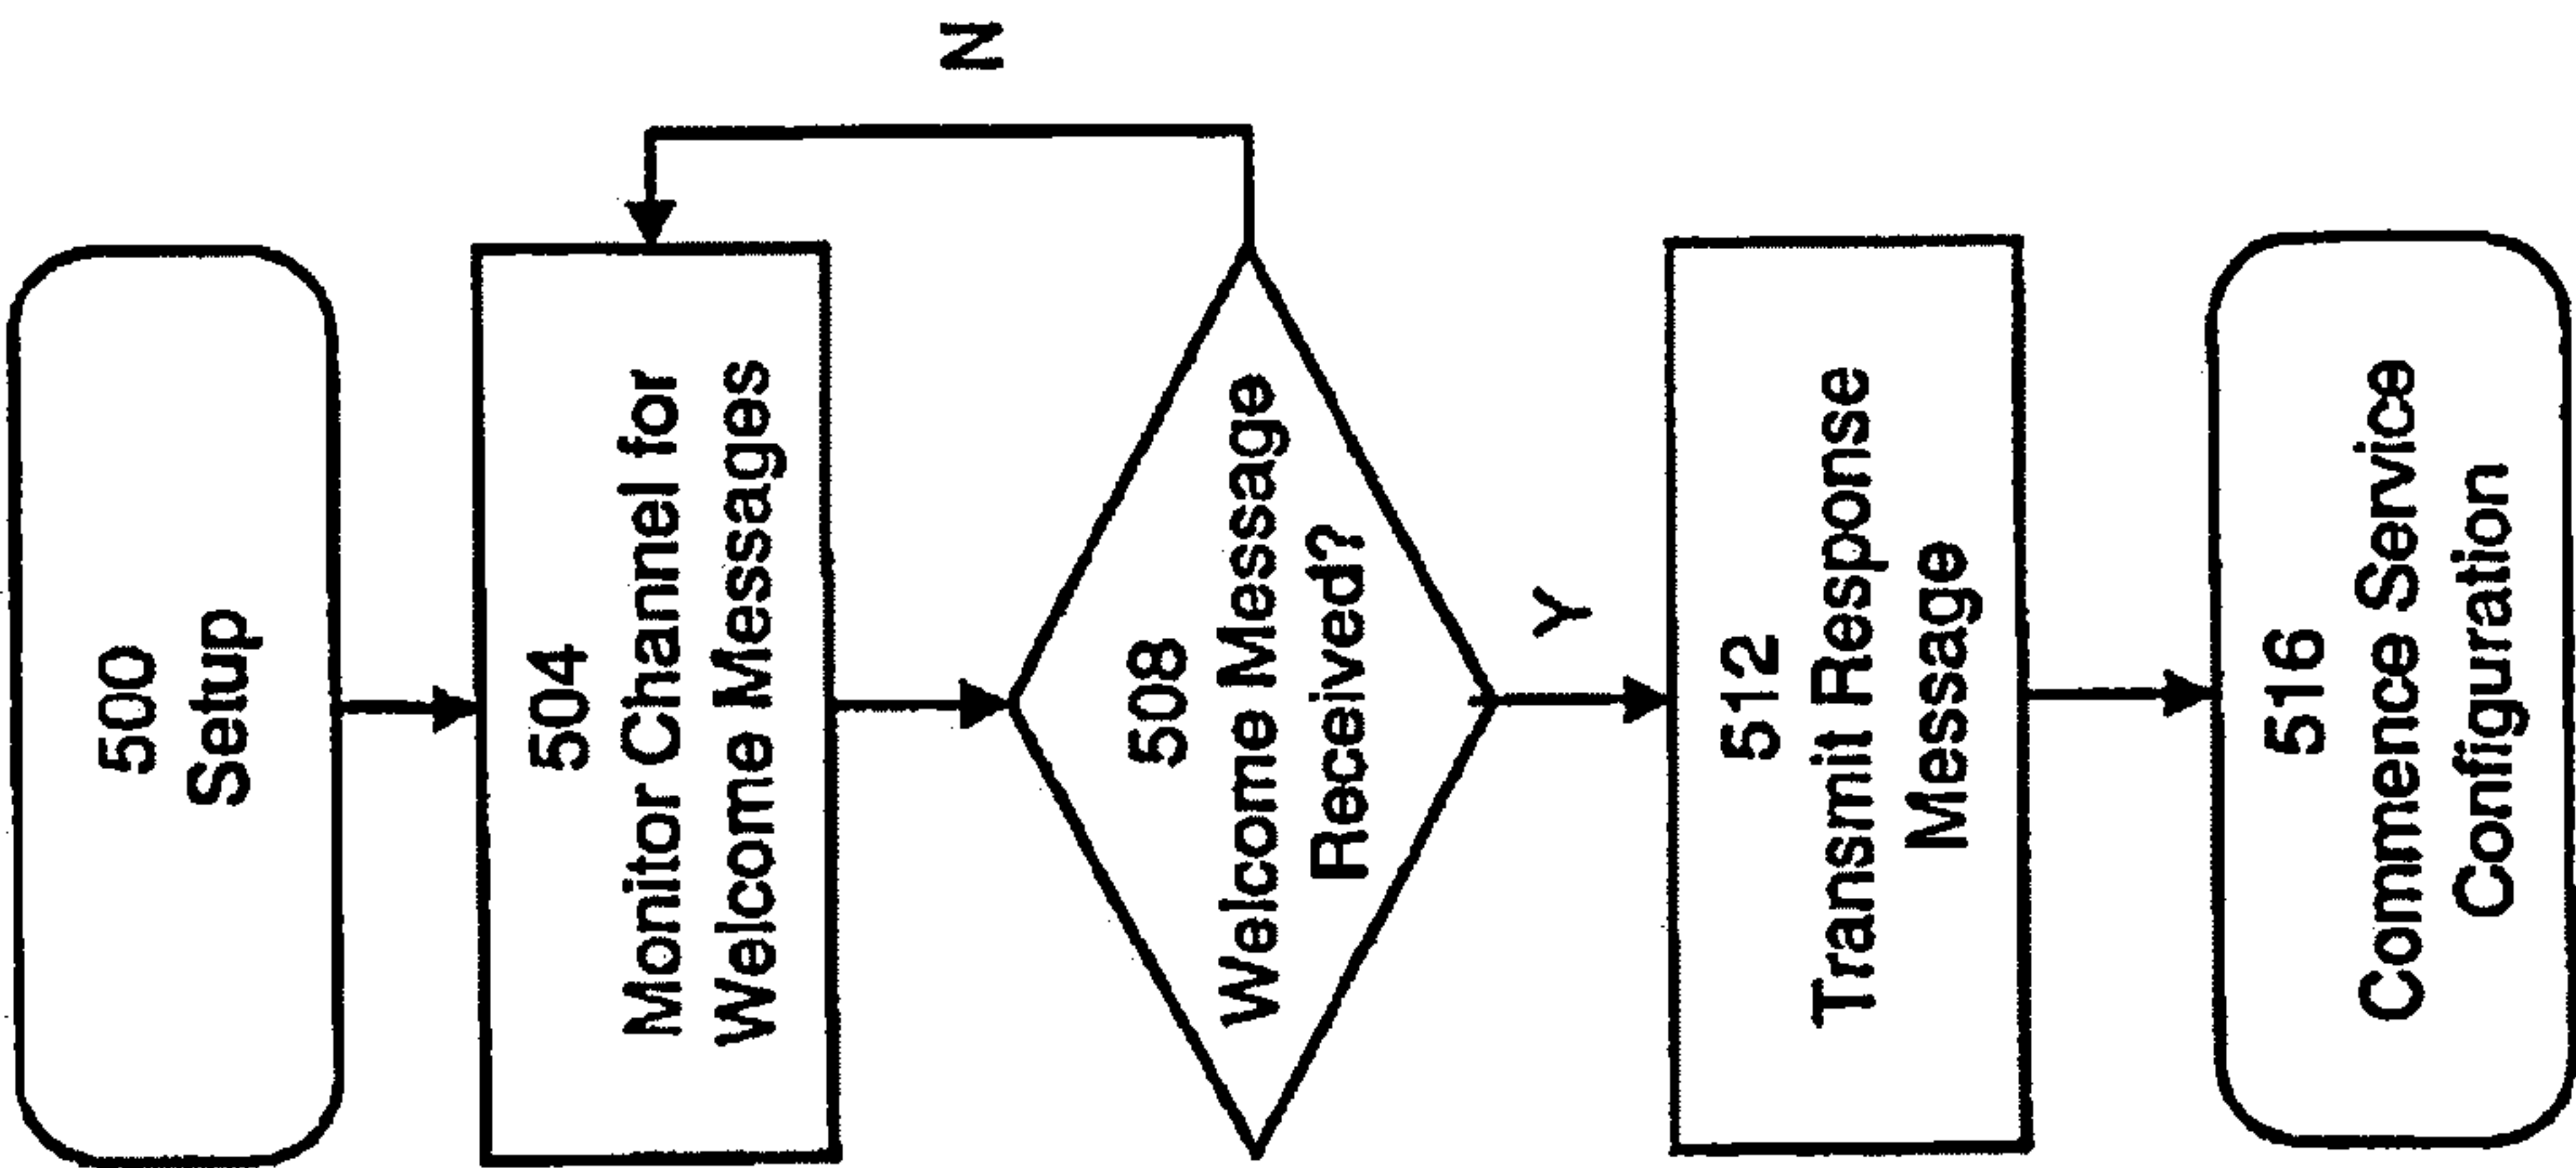 500
Setup
504
Monitor Channel for
Welcome Messages
N
508
Welcome Message
Received?
Y
512
Transmit Response
Message
516
Commence Service
Configuration